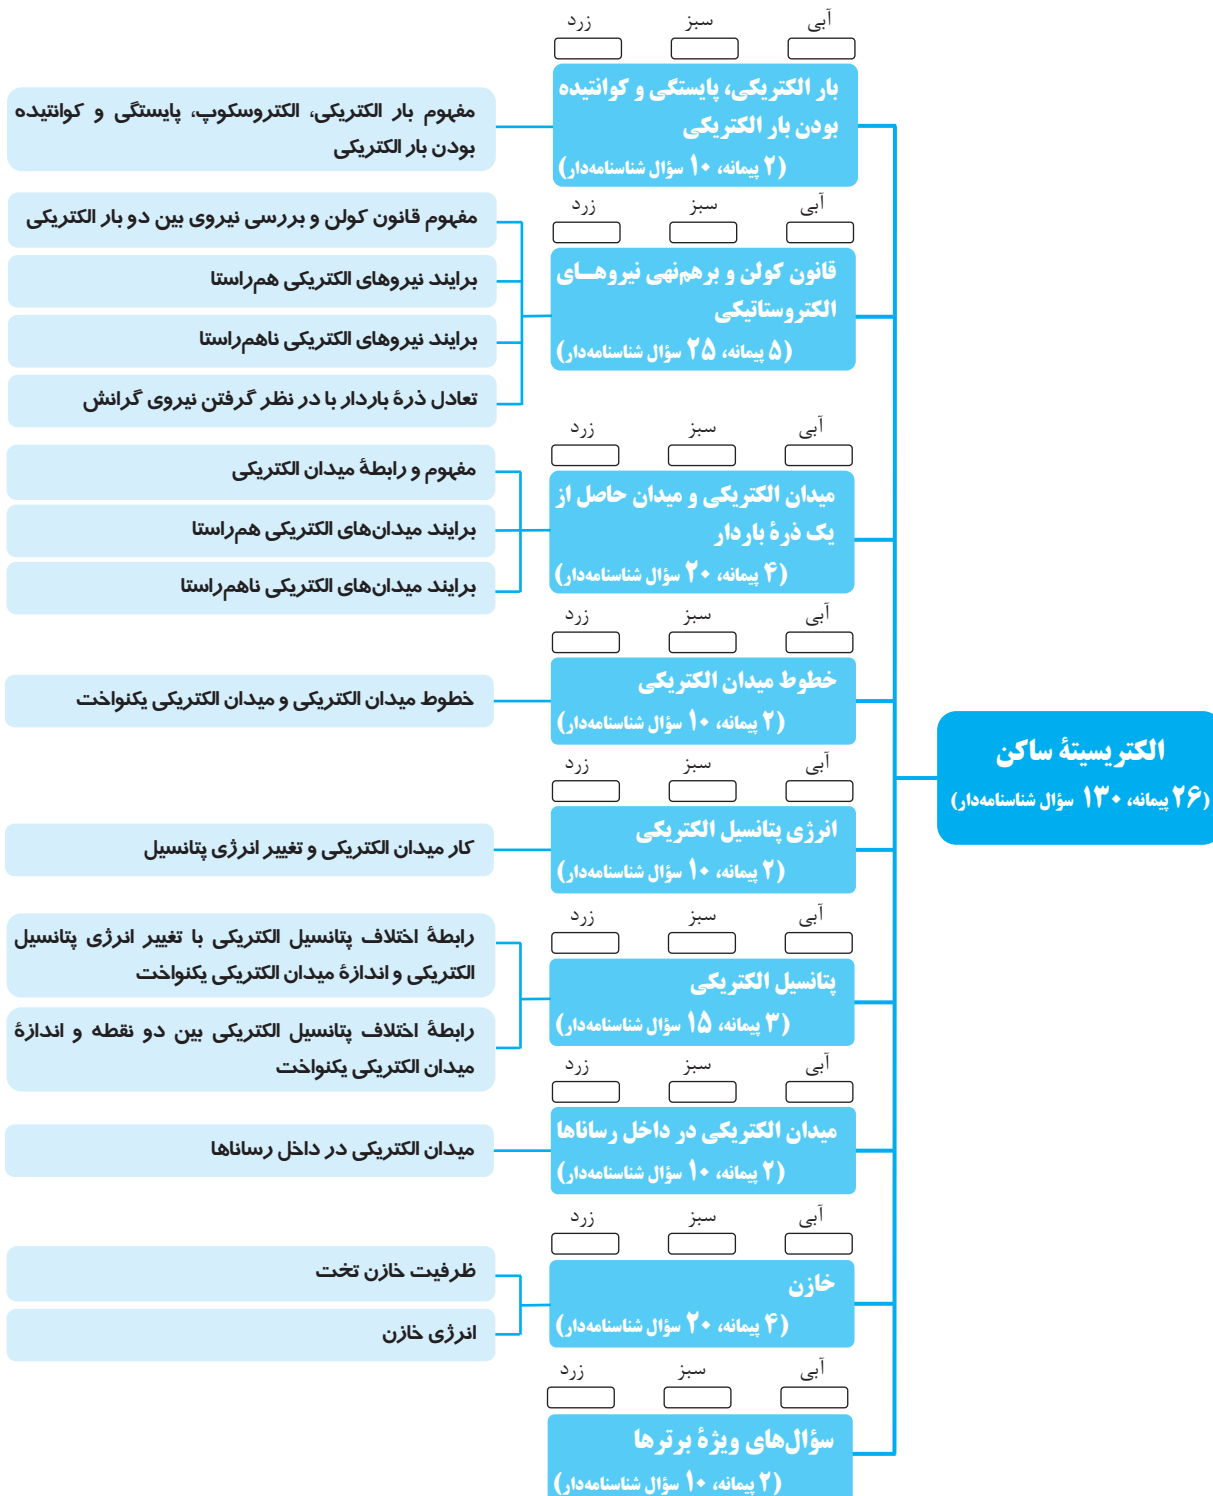 الکتریسیتهٔ ساکن
(۲۶ پیمانه، ۱۳۰ سؤال شناسنامه‌دار)
آبی سبز زرد
بار الکتریکی، پایستگی و کوانتیده
بودن بار الکتریکی
(۲ پیمانه، ۱۰ سؤال شناسنامه‌دار)
مفهوم بار الکتریکی، الکتروسکوپ، پایستگی و کوانتیده
بودن بار الکتریکی
آبی سبز زرد
قانون کولن و برهم‌نهی نیروهــای
الکتروستاتیکی
(۵ پیمانه، ۲۵ سؤال شناسنامه‌دار)
مفهوم قانون کولن و بررسی نیروی بین دو بار الکتریکی
برایند نیروهای الکتریکی هم‌راستا
برایند نیروهای الکتریکی ناهم‌راستا
تعادل ذرهٔ باردار با در نظر گرفتن نیروی گرانش
آبی سبز زرد
میدان الکتریکی و میدان حاصل از
یک ذرهٔ باردار
(۴ پیمانه، ۲۰ سؤال شناسنامه‌دار)
مفهوم و رابطهٔ میدان الکتریکی
برایند میدان‌های الکتریکی هم‌راستا
برایند میدان‌های الکتریکی ناهم‌راستا
آبی سبز زرد
خطوط میدان الکتریکی
(۲ پیمانه، ۱۰ سؤال شناسنامه‌دار)
خطوط میدان الکتریکی و میدان الکتریکی یکنواخت
آبی سبز زرد
انرژی پتانسیل الکتریکی
(۲ پیمانه، ۱۰ سؤال شناسنامه‌دار)
کار میدان الکتریکی و تغییر انرژی پتانسیل
آبی سبز زرد
پتانسیل الکتریکی
(۳ پیمانه، ۱۵ سؤال شناسنامه‌دار)
رابطهٔ اختلاف پتانسیل الکتریکی با تغییر انرژی پتانسیل
الکتریکی و اندازهٔ میدان الکتریکی یکنواخت
رابطهٔ اختلاف پتانسیل الکتریکی بین دو نقطه و اندازهٔ
میدان الکتریکی یکنواخت
آبی سبز زرد
میدان الکتریکی در داخل رساناها
(۲ پیمانه، ۱۰ سؤال شناسنامه‌دار)
میدان الکتریکی در داخل رساناها
آبی سبز زرد
خازن
(۴ پیمانه، ۲۰ سؤال شناسنامه‌دار)
ظرفیت خازن تخت
انرژی خازن
آبی سبز زرد
سؤال‌های ویژهٔ برترها
(۲ پیمانه، ۱۰ سؤال شناسنامه‌دار)